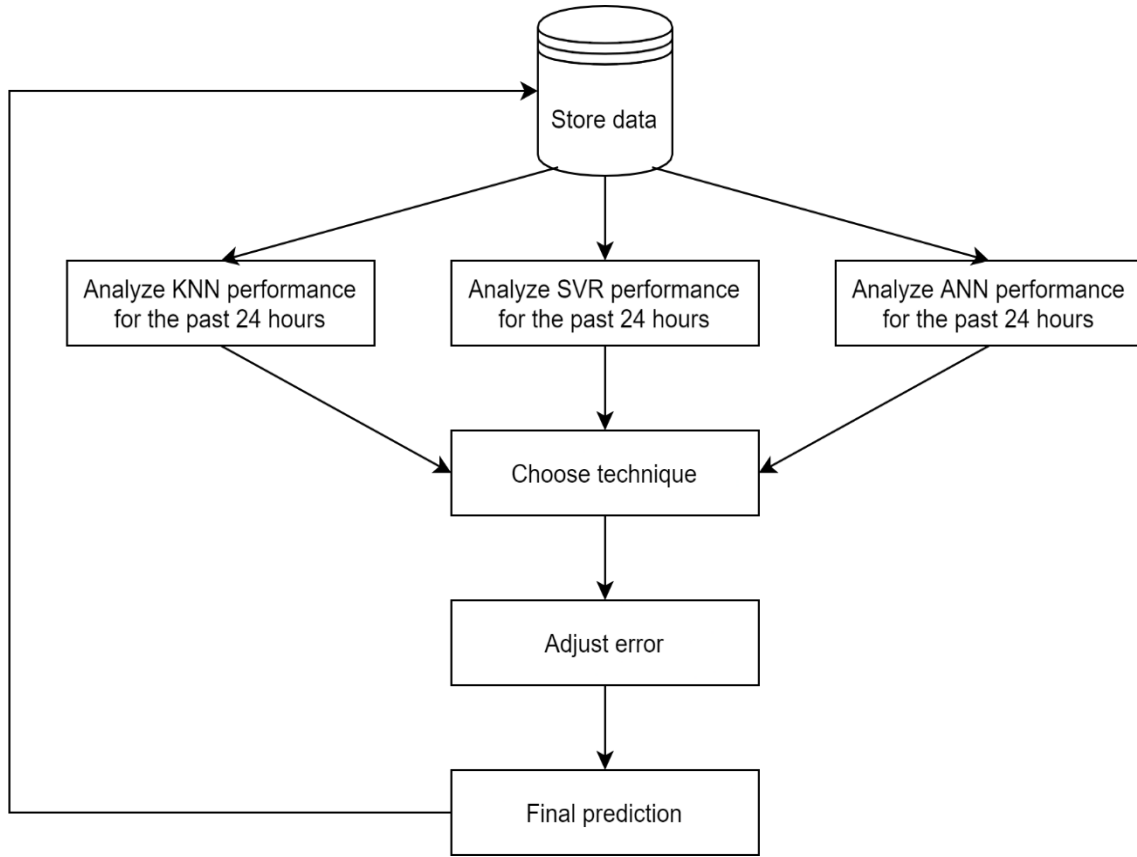 Store data
Analyze KNN performance
for the past 24 hours
Analyze SVR performance
for the past 24 hours
Analyze ANN performance
for the past 24 hours
Choose technique
Adjust error
Final prediction